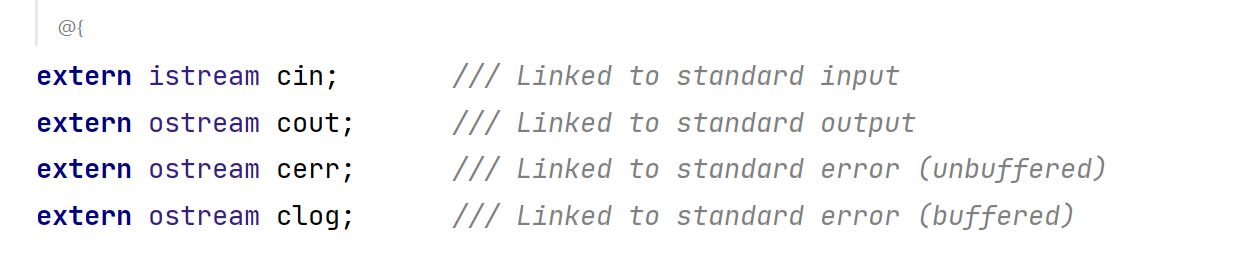 @{
extern istream cin;       /// Linked to standard input
extern ostream cout;      /// Linked to standard output
extern ostream cerr;      /// Linked to standard error (unbuffered)
extern ostream clog;      /// Linked to standard error (buffered)